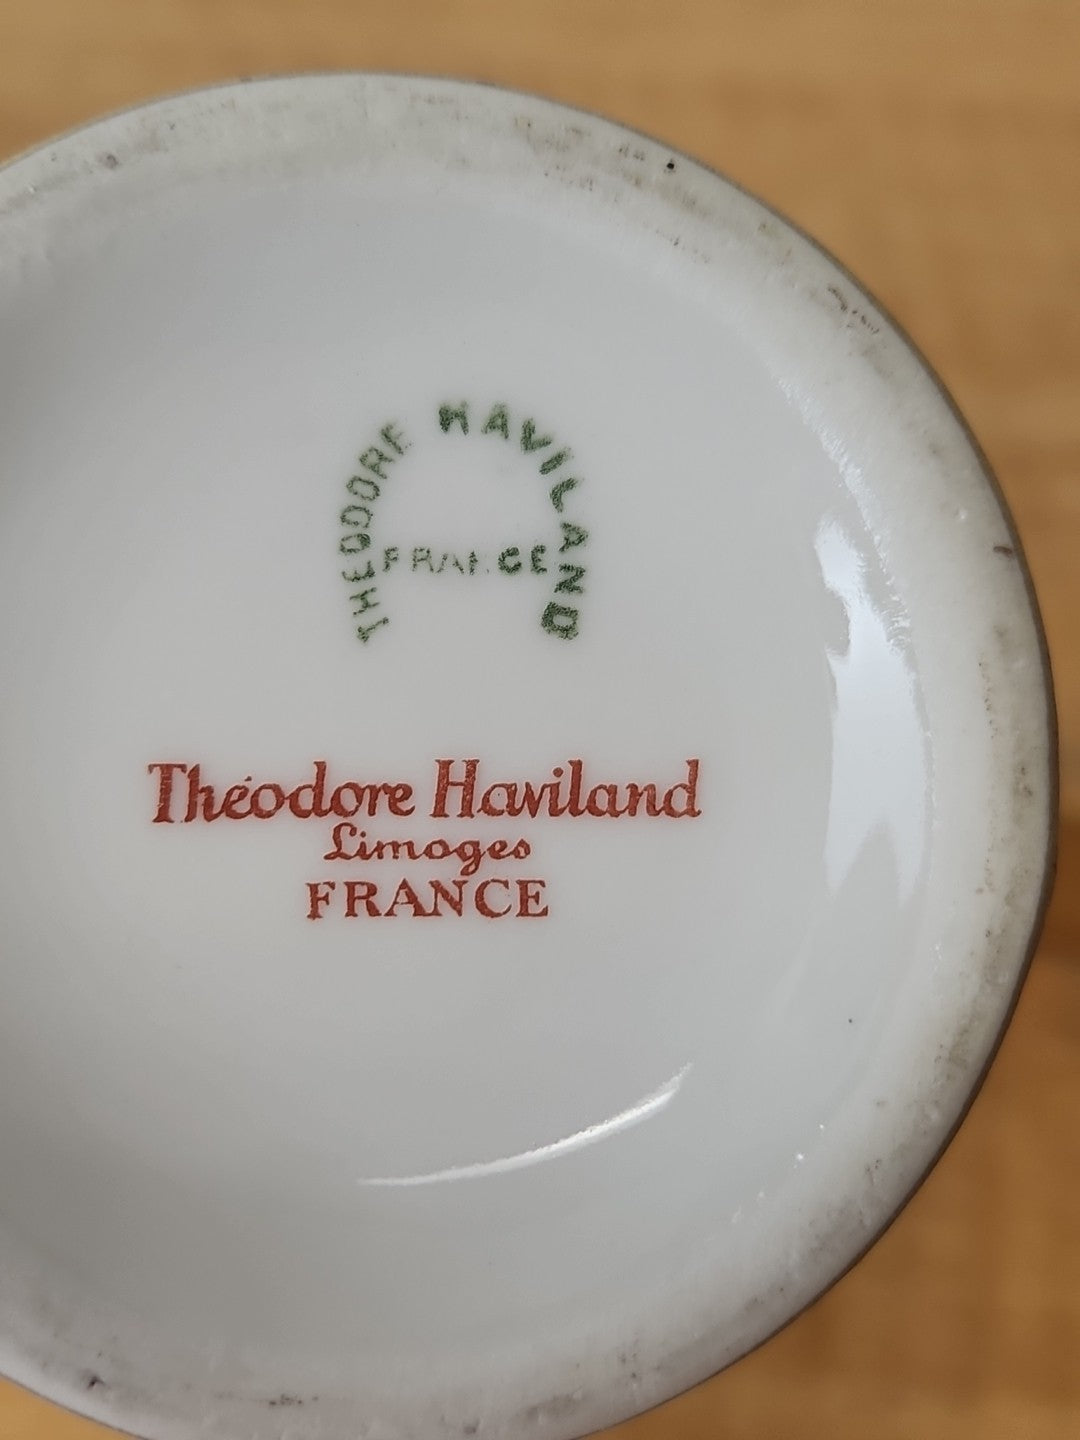 THEODORE HAVILAND
FRANCE
Théodore Haviland
Limoges
FRANCE